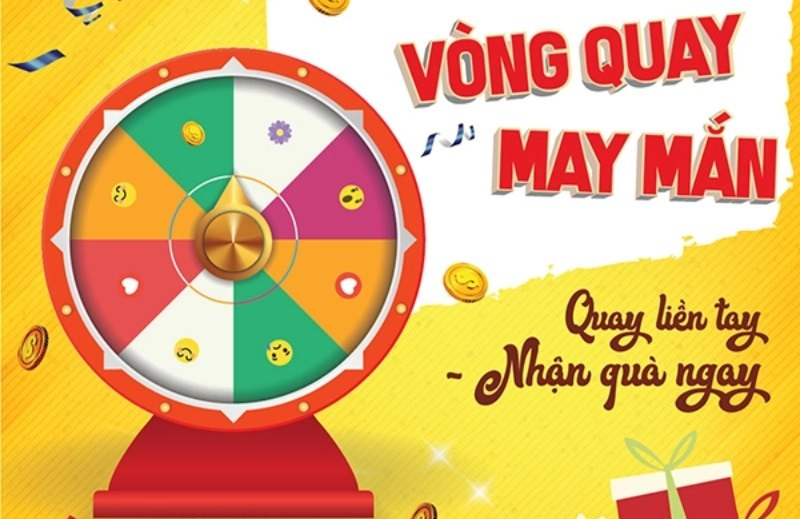 VÒNG QUAY
MAY MẮN
Quay liền tay
- Nhận quà ngay